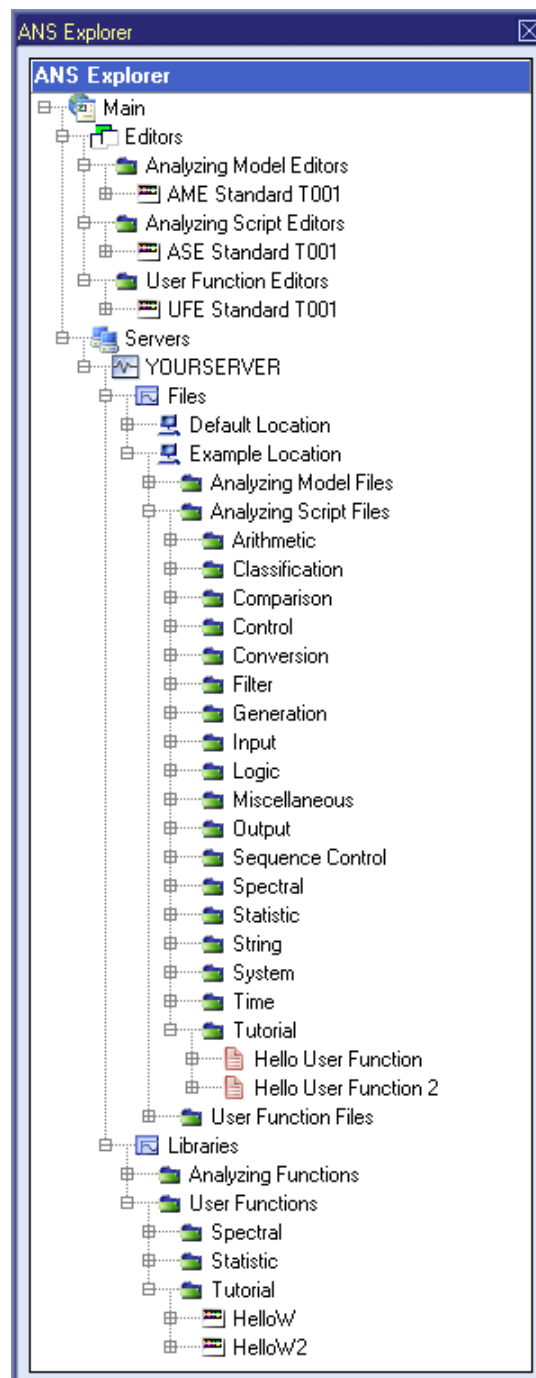 ANS Explorer
ANS Explorer
Main
Editors
Analyzing Model Editors
AME Standard T001
Analyzing Script Editors
ASE Standard T001
User Function Editors
UFE Standard T001
Servers
YOURSERVER
Files
Default Location
Example Location
Analyzing Model Files
Analyzing Script Files
Arithmetic
Classification
Comparison
Control
Conversion
Filter
Generation
Input
Logic
Miscellaneous
Output
Sequence Control
Spectral
Statistic
String
System
Time
Tutorial
Hello User Function
Hello User Function 2
User Function Files
Libraries
Analyzing Functions
User Functions
Spectral
Statistic
Tutorial
HelloW
HelloW2